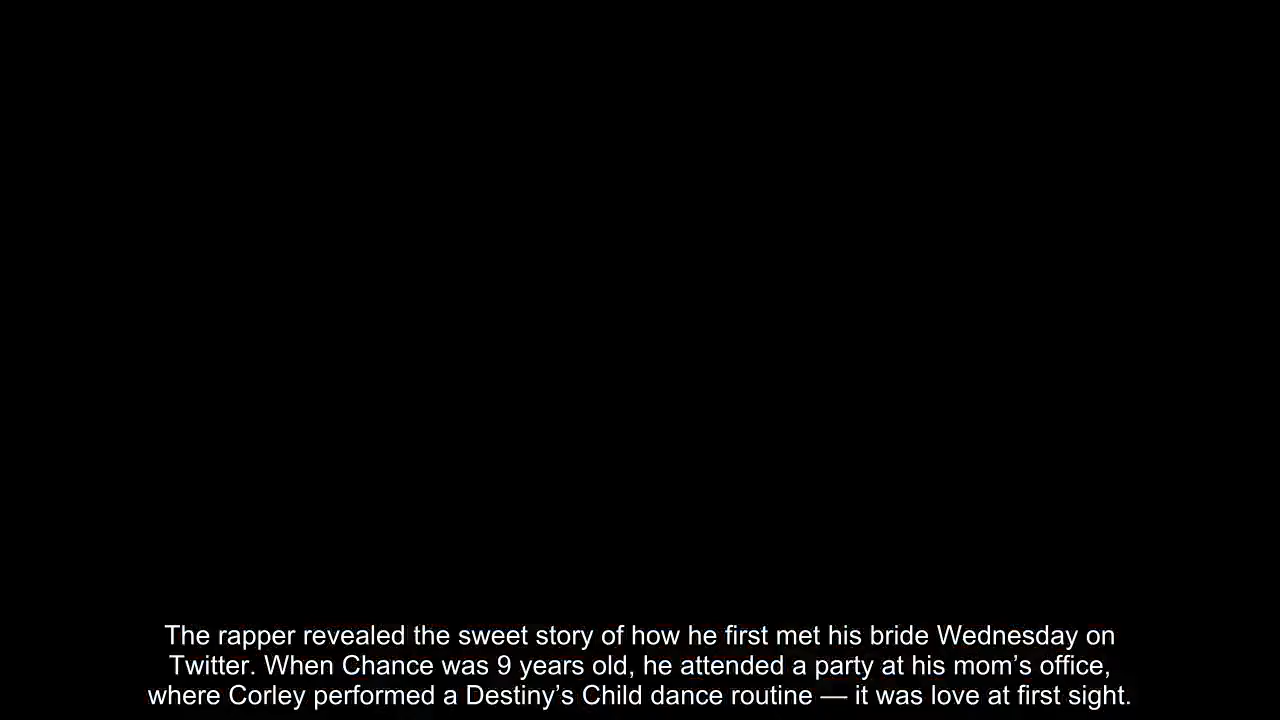 The rapper revealed the sweet story of how he first met his bride Wednesday on
Twitter. When Chance was 9 years old, he attended a party at his mom’s office,
where Corley performed a Destiny’s Child dance routine — it was love at first sight.